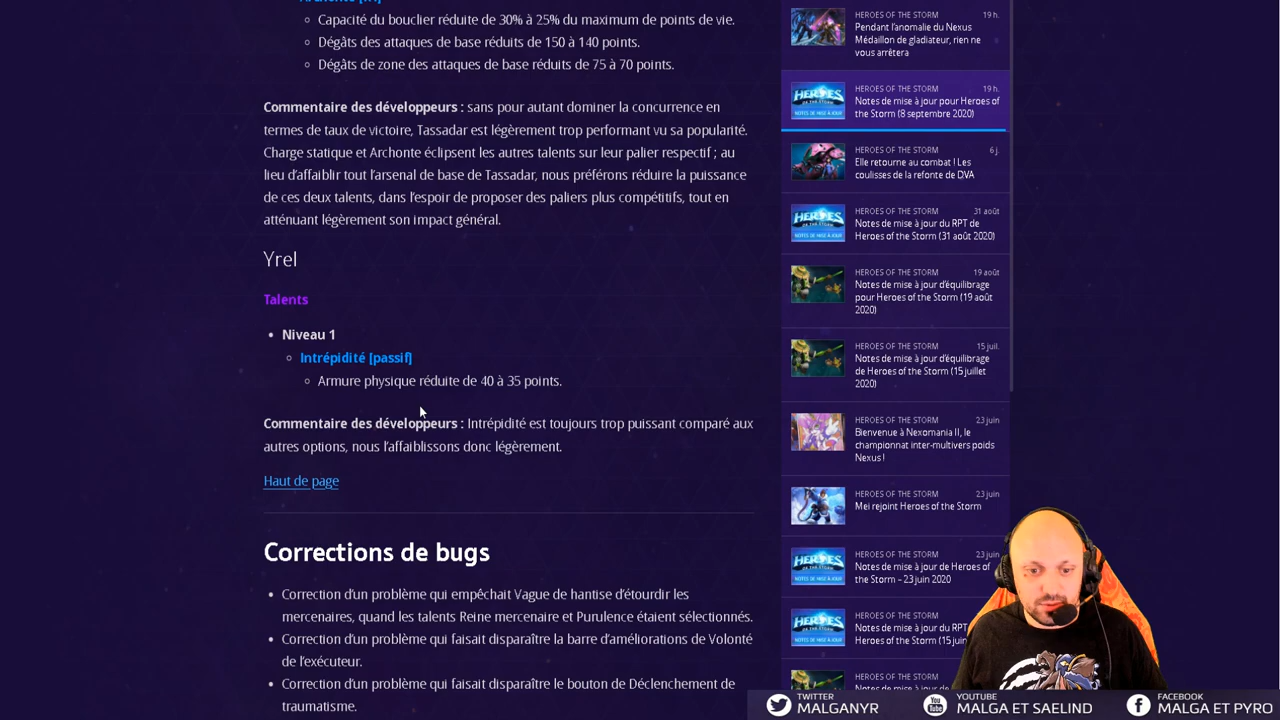 Capacité du bouclier réduite de 30% à 25% du maximum de points de vie.
Dégâts des attaques de base réduits de 150 à 140 points.
Dégâts de zone des attaques de base réduits de 75 à 70 points.
Commentaire des développeurs : sans pour autant dominer la concurrence en
termes de taux de victoire, Tassadar est légèrement trop performant vu sa popularité.
Charge statique et Archonte éclipsent les autres talents sur leur palier respectif ; au
lieu d'affaiblir tout l'arsenal de base de Tassadar, nous préférons réduire la puissance
de ces deux talents, dans l'espoir de proposer des paliers plus compétitifs, tout en
atténuant légèrement son impact général.
Yrel
Talents
Niveau 1
Intrépidité [passif]
Armure physique réduite de 40 à 35 points.
Commentaire des développeurs : Intrépidité est toujours trop puissant comparé aux
autres options, nous l'affaiblissons donc légèrement.
Haut de page
Corrections de bugs
Correction d'un problème qui empêchait Vague de hantise d'étourdir les
mercenaires, quand les talents Reine mercenaire et Purulence étaient sélectionnés.
Correction d'un problème qui faisait disparaître la barre d'améliorations de Volonté
de l'exécuteur.
Correction d'un problème qui faisait disparaître le bouton de Déclenchement de
traumatisme.
HEROES OF THE STORM 19 h.
Pendant l'anomalie du Nexus
Médaillon de gladiateur, rien ne
vous arrêtera
HEROES OF THE STORM 19 h.
Notes de mise à jour pour Heroes of
the Storm (8 septembre 2020)
HEROES OF THE STORM 6 j.
Elle retourne au combat ! Les
coulisses de la refonte de DVA
HEROES OF THE STORM 31 août
Notes de mise à jour du RPT de
Heroes of the Storm (31 août 2020)
HEROES OF THE STORM 19 août
Notes de mise à jour d'équilibrage
pour Heroes of the Storm (19 août
2020)
HEROES OF THE STORM 15 juil.
Notes de mise à jour d'équilibrage
de Heroes of the Storm (15 juillet
2020)
HEROES OF THE STORM 23 juin
Bienvenue à Nexomania II, le
championnat inter-multivers poids
Nexus !
HEROES OF THE STORM 23 juin
Mei rejoint Heroes of the Storm
HEROES OF THE STORM 23 juin
Notes de mise à jour de Heroes of
the Storm – 23 juin 2020
HEROES OF THE STORM
Notes de mise à jour du RPT
Heroes of the Storm (15 juin
HEROES OF THE STORM
TWITTER
MALGANYR
YOUTUBE
MALGA ET SAELIND
FACEBOOK
MALGA ET PYRO